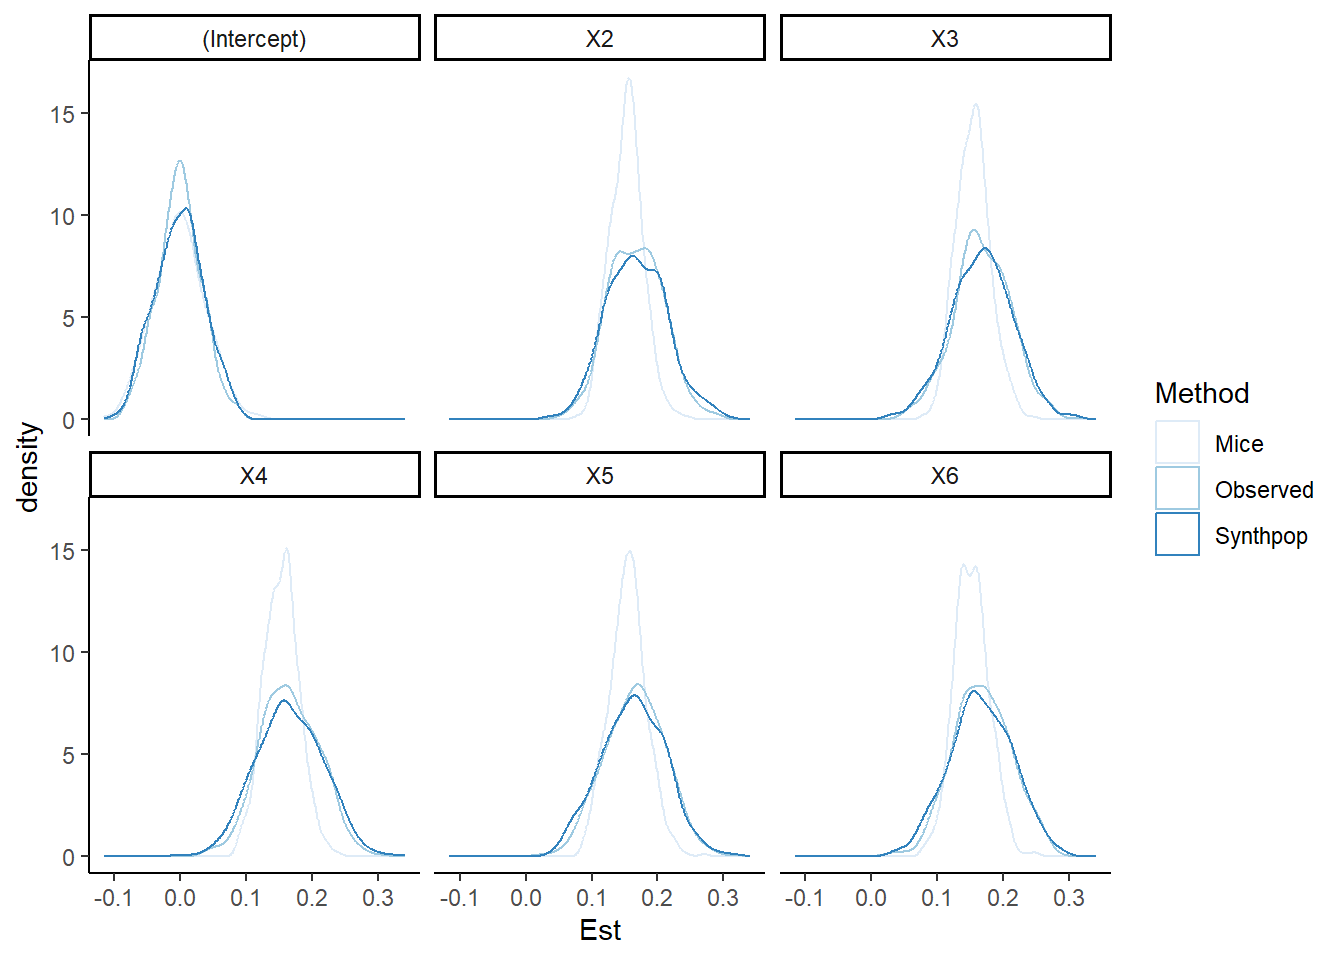 (Intercept) X2 X3
15
10
5
0
density
X4 X5 X6
15
10
5
0
-0.1 0.0 0.1 0.2 0.3 -0.1 0.0 0.1 0.2 0.3 -0.1 0.0 0.1 0.2 0.3
Est
Method
Mice
Observed
Synthpop